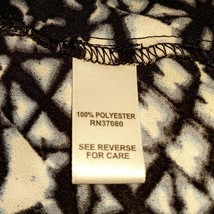 100% POLYESTER
RN37080
SEE REVERSE
FOR CARE